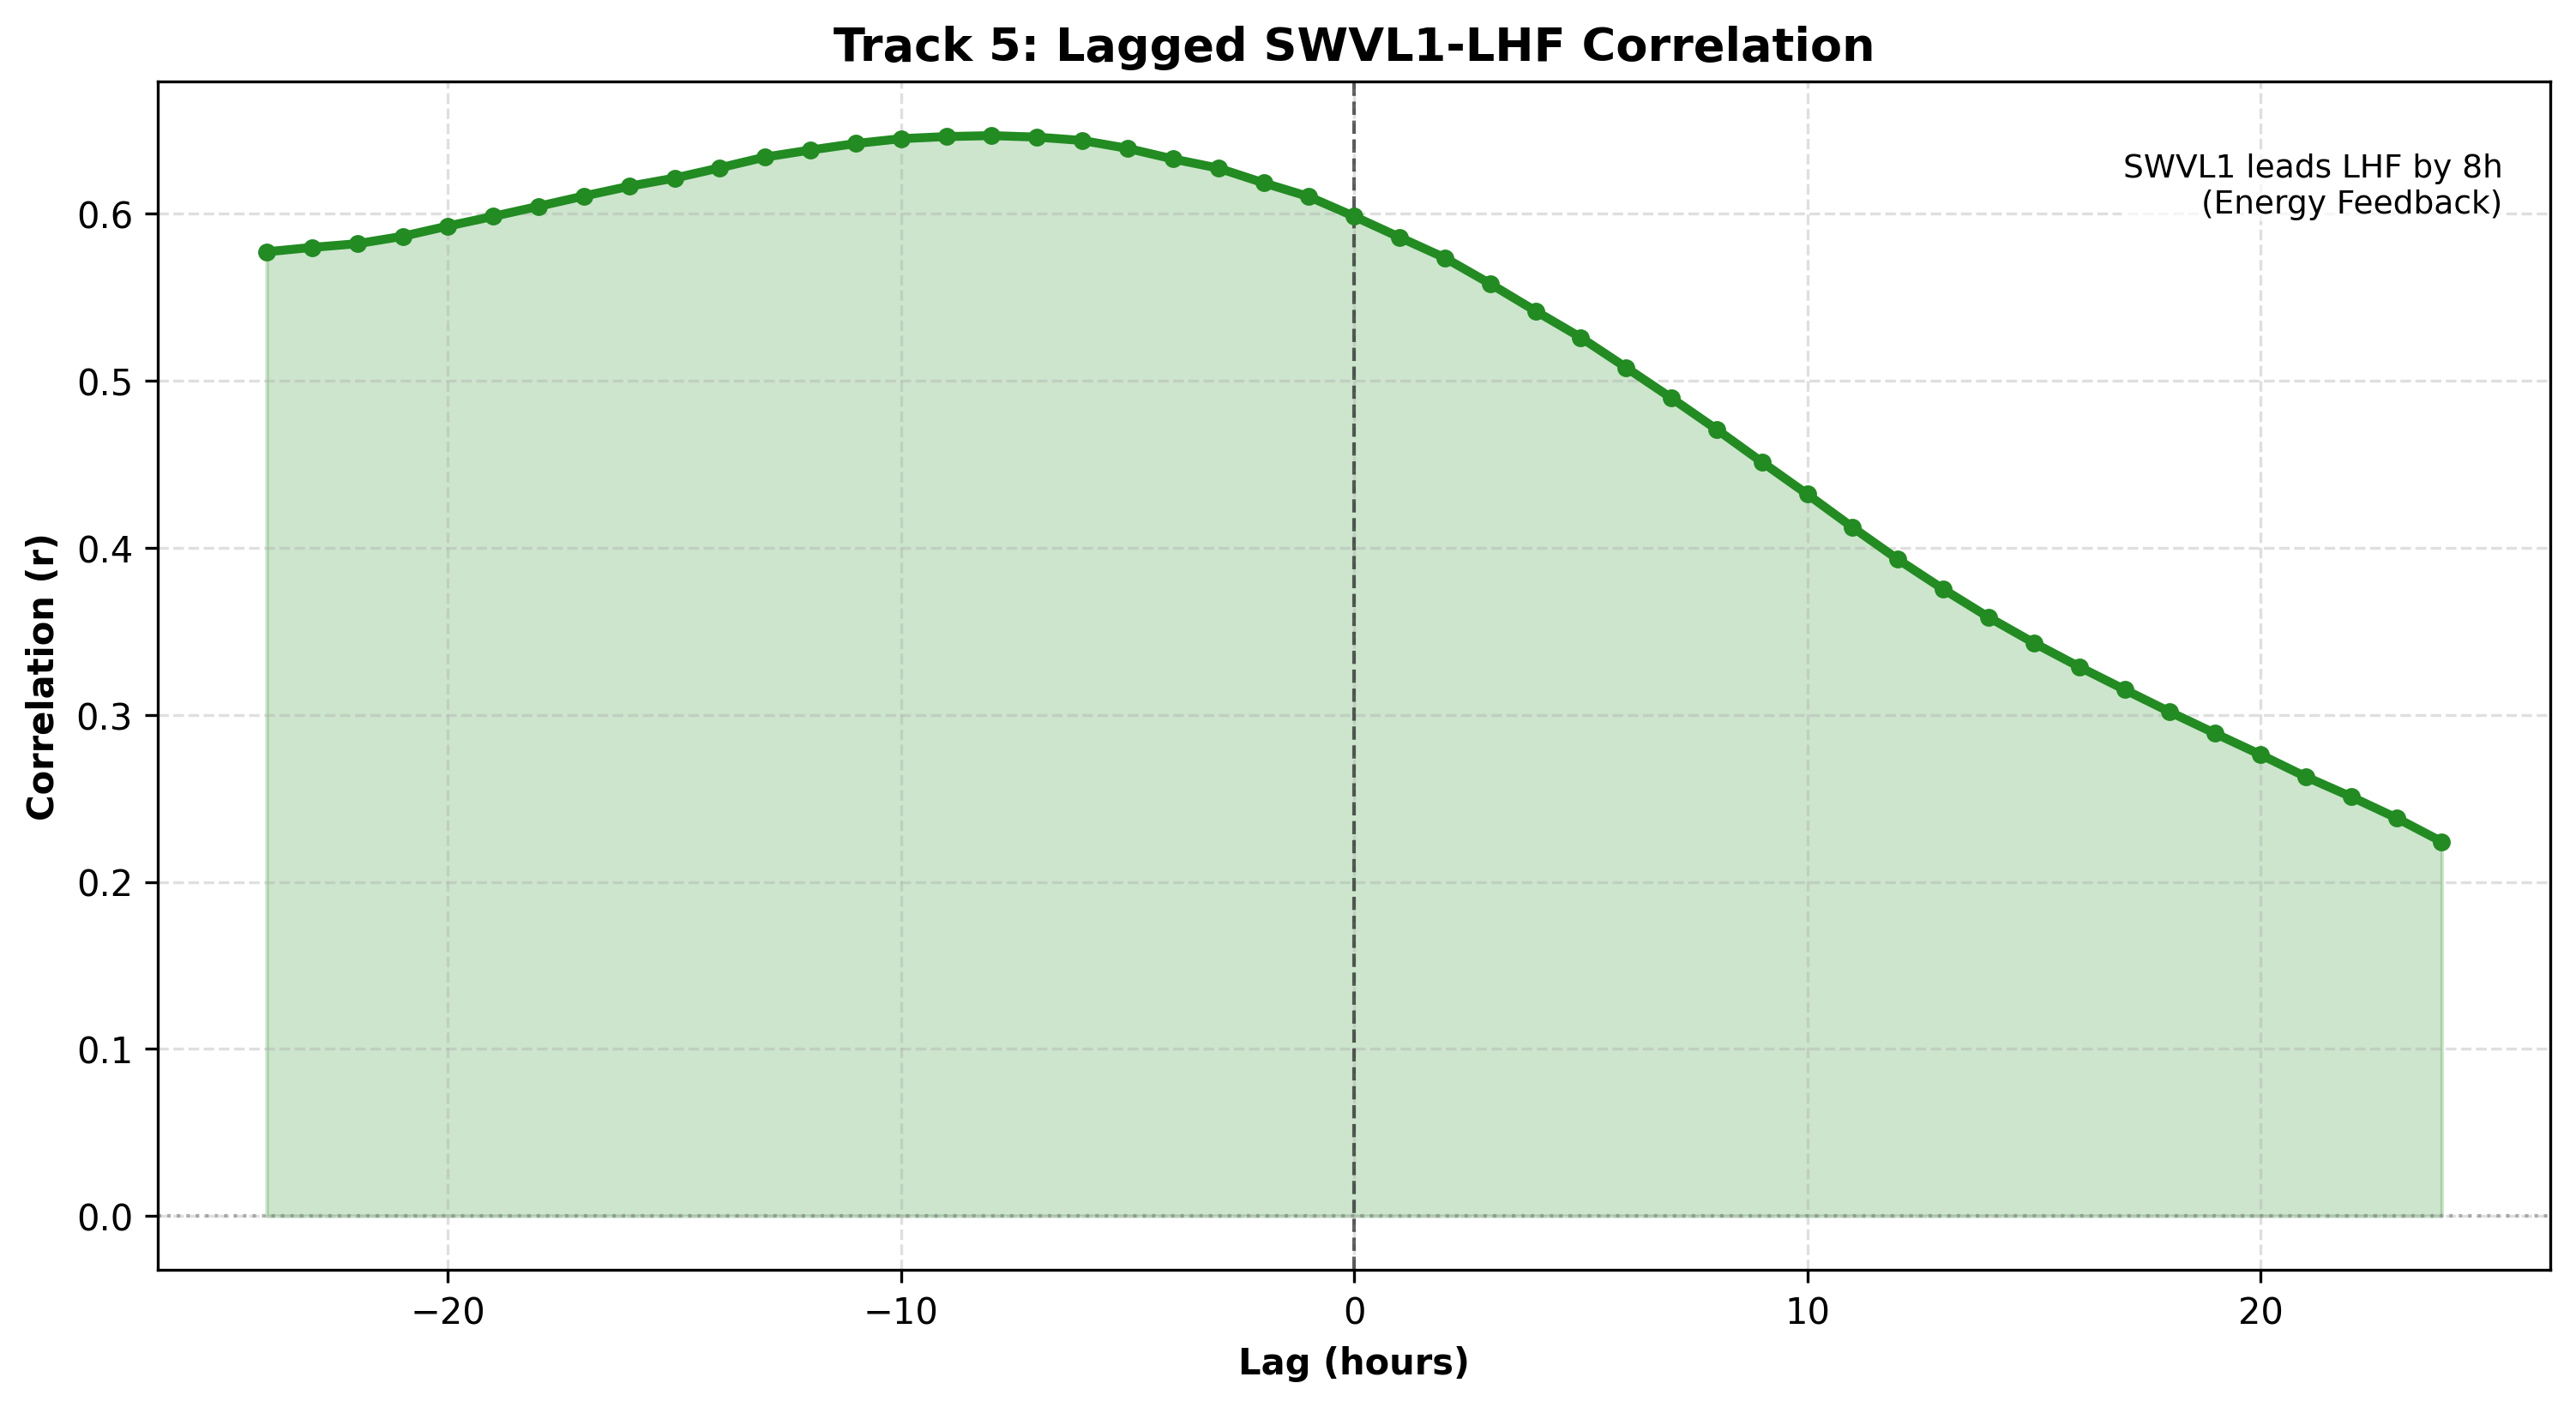 Track 5: Lagged SWVL1-LHF Correlation
SWVL1 leads LHF by 8h
(Energy Feedback)
Correlation (r)
0.6
0.5
0.4
0.3
0.2
0.1
0.0
−20
−10
0
10
20
Lag (hours)